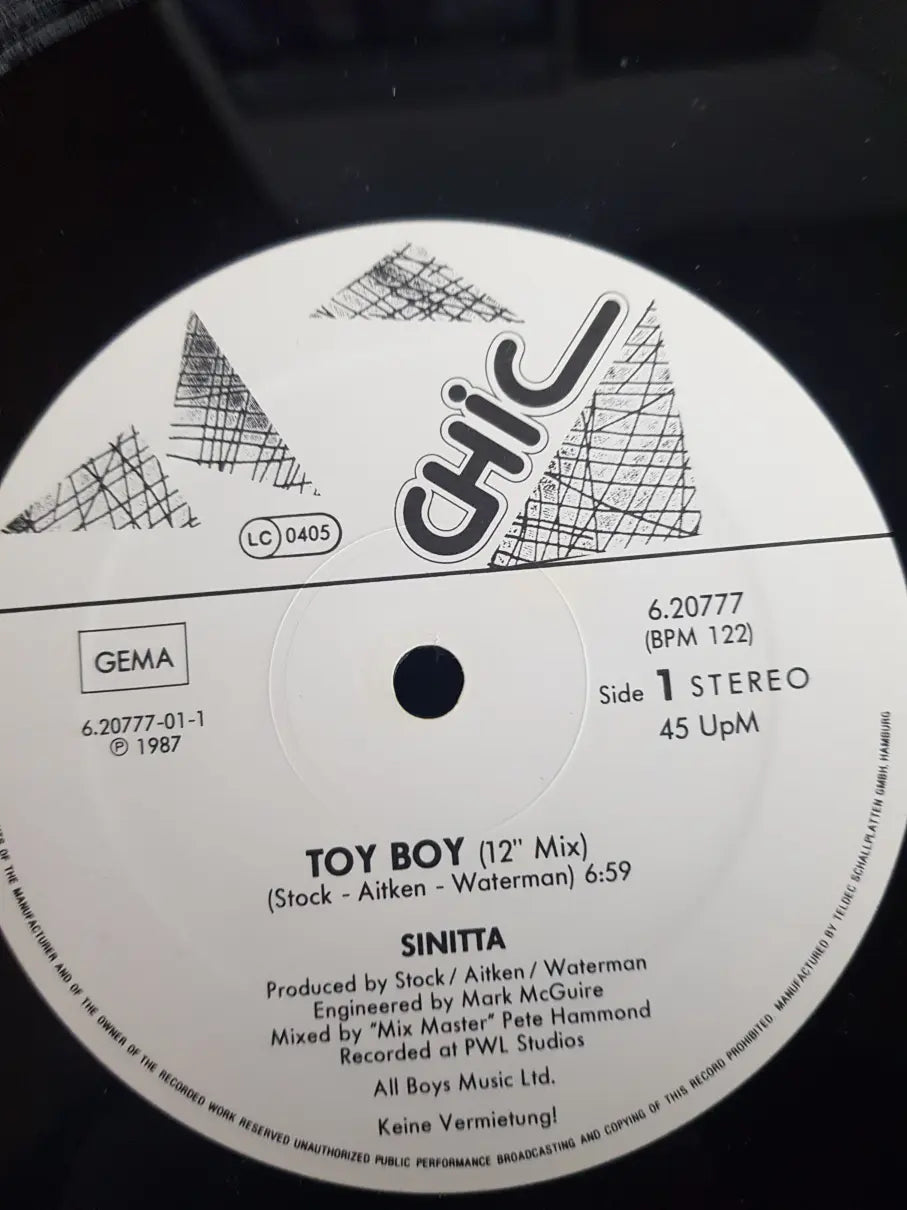 CHIC
LC 0405
GEMA
6.20777-01-1
℗ 1987
6.20777
(BPM 122)
Side 1 STEREO
45 UpM
TOY BOY (12" Mix)
(Stock - Aitken - Waterman) 6:59
SINITTA
Produced by Stock / Aitken / Waterman
Engineered by Mark McGuire
Mixed by "Mix Master" Pete Hammond
Recorded at PWL Studios
All Boys Music Ltd.
Keine Vermietung!
OF THE MANUFACTURER AND OF THE OWNER OF THE RECORDED WORK RESERVED UNAUTHORIZED PUBLIC PERFORMANCE BROADCASTING AND COPYING OF THIS RECORD PROHIBITED. MANUFACTURED BY TELDEC SCHALLPLATTEN GMBH, HAMBURG